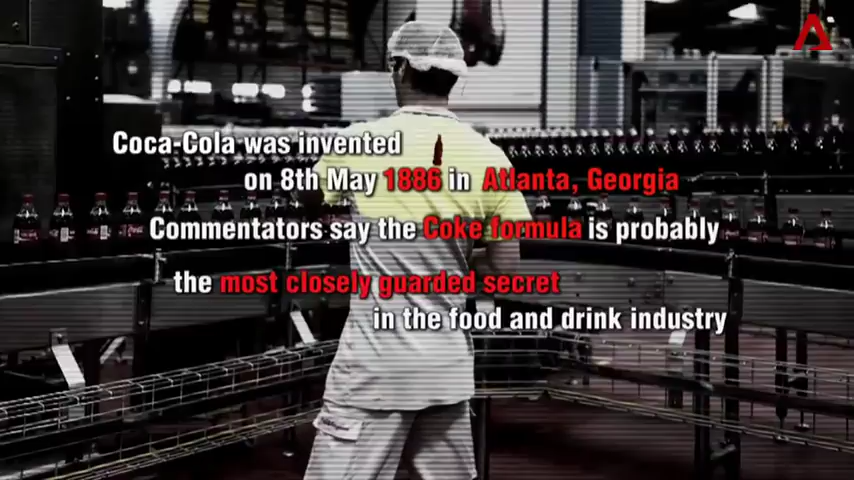 Coca-Cola was invented
on 8th May 1886 in Atlanta, Georgia
Commentators say the Coke formula is probably
the most closely guarded secret
in the food and drink industry